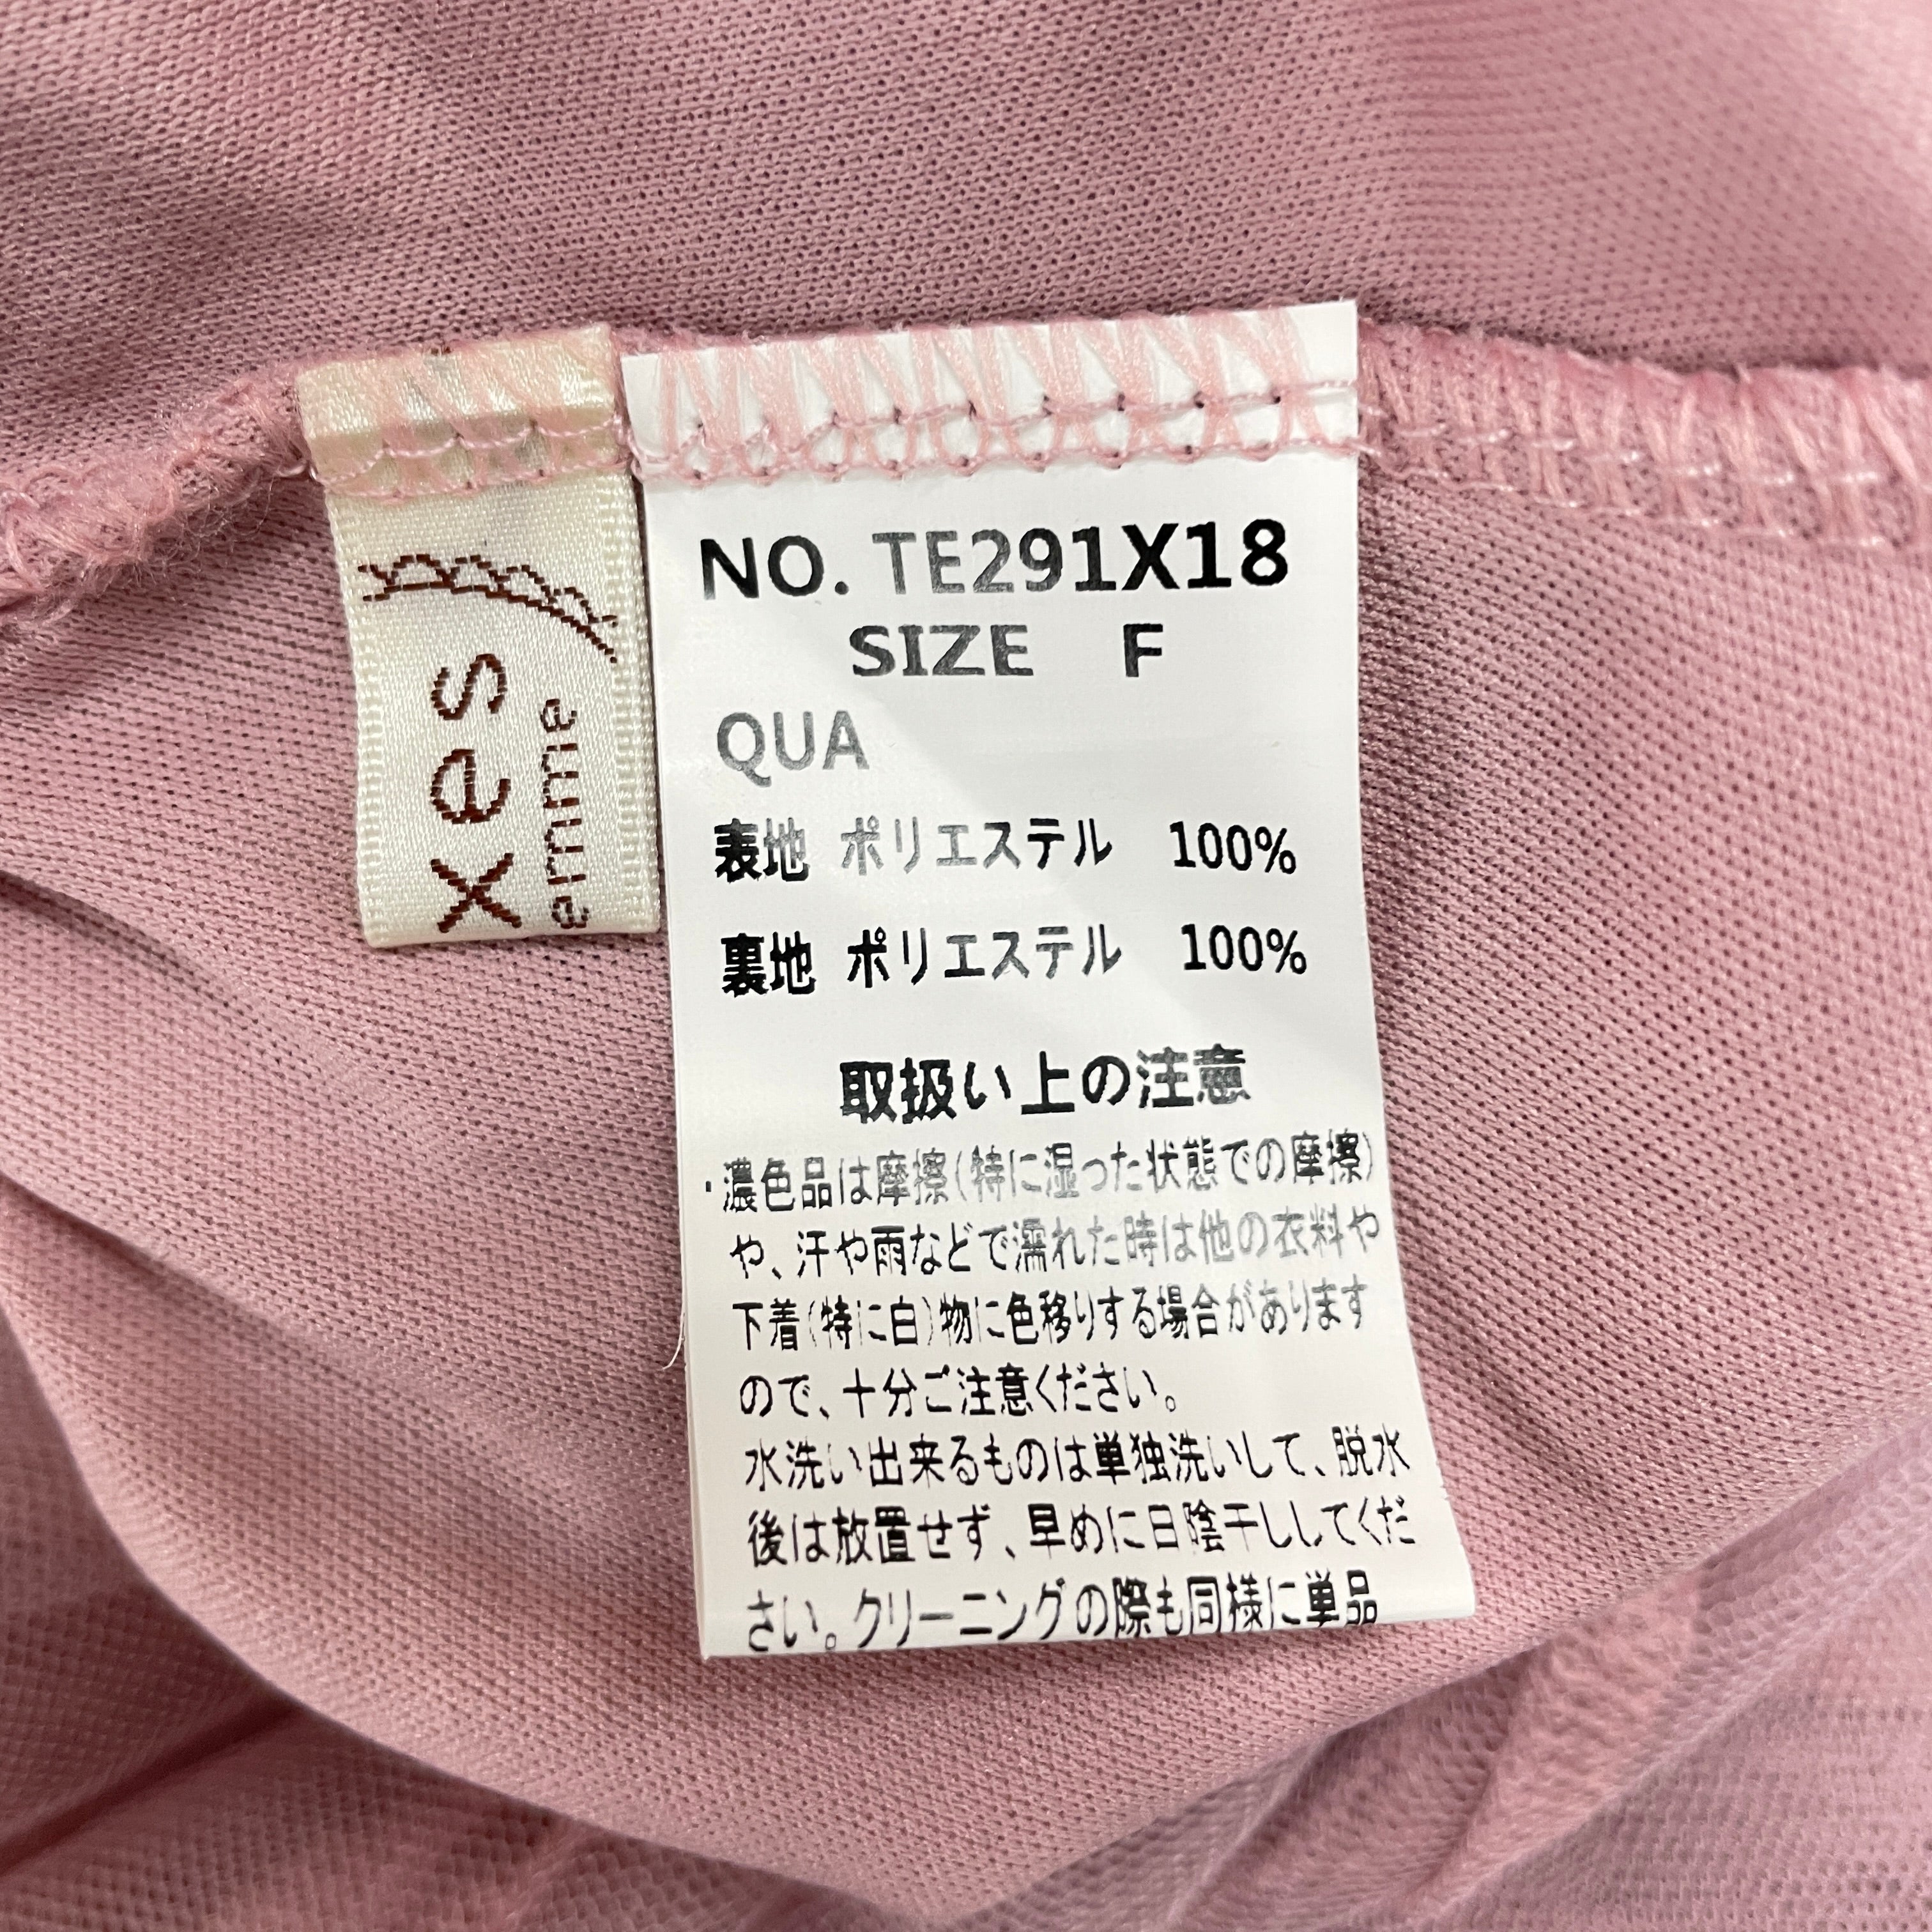 NO. TE291X18
SIZE F
QUA
表地 ポリエステル 100%
裏地 ポリエステル 100%
取扱い上の注意
・濃色品は摩擦(特に湿った状態での摩擦)
や、汗や雨などで濡れた時は他の衣料や
下着(特に白)物に色移りする場合があります
ので、十分ご注意ください。
水洗い出来るものは単独洗いして、脱水
後は放置せず、早めに日陰干ししてくだ
さい。クリーニングの際も同様に単品
xes
emme